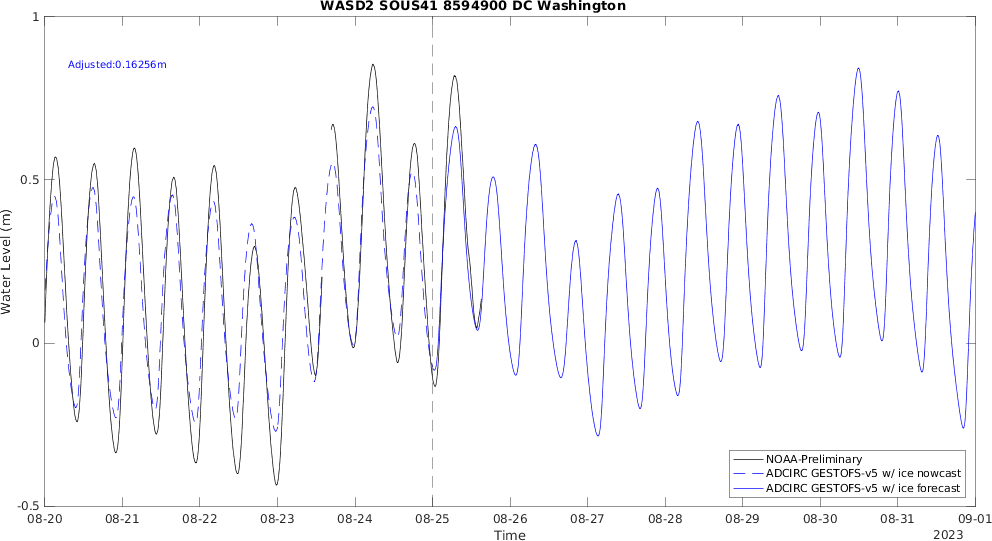 WASD2 SOUS41 8594900 DC Washington
1
Adjusted:0.16256m
0.5
Water Level (m)
0
NOAA-Preliminary
ADCIRC GESTOFS-v5 w/ ice nowcast
ADCIRC GESTOFS-v5 w/ ice forecast
-0.5
08-20 08-21 08-22 08-23 08-24 08-25 08-26 08-27 08-28 08-29 08-30 08-31 09-01
Time
2023